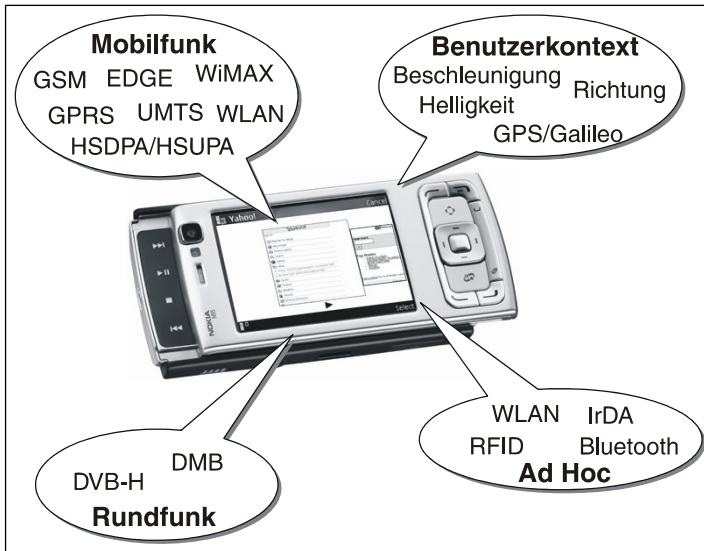 Mobilfunk
GSM EDGE WiMAX
GPRS UMTS WLAN
HSDPA/HSUPA
Benutzerkontext
Beschleunigung
Richtung
Helligkeit
GPS/Galileo
Yahoo!
Cancel
Select
NOKIA
N95
WLAN IrDA
RFID Bluetooth
Ad Hoc
DMB
DVB-H
Rundfunk